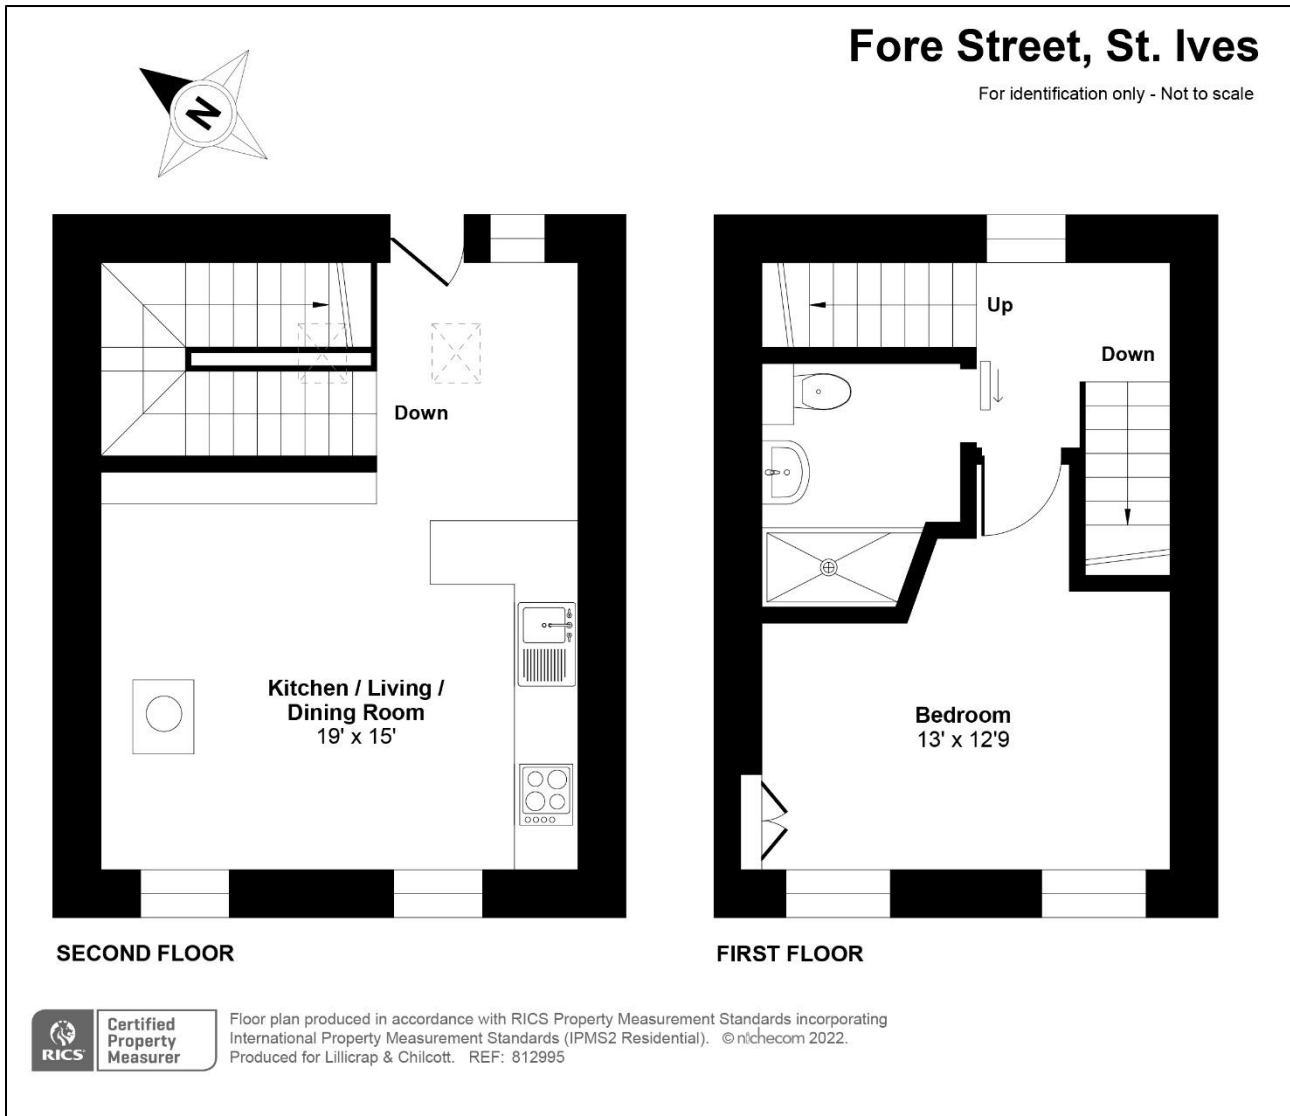 Fore Street, St. Ives
For identification only - Not to scale
N
Up
Down
Down
Kitchen / Living /
Dining Room
19' x 15'
Bedroom
13' x 12'9
SECOND FLOOR
FIRST FLOOR
RICS
Certified
Property
Measurer
Floor plan produced in accordance with RICS Property Measurement Standards incorporating
International Property Measurement Standards (IPMS2 Residential). © nichecom 2022.
Produced for Lillicrap & Chilcott. REF: 812995